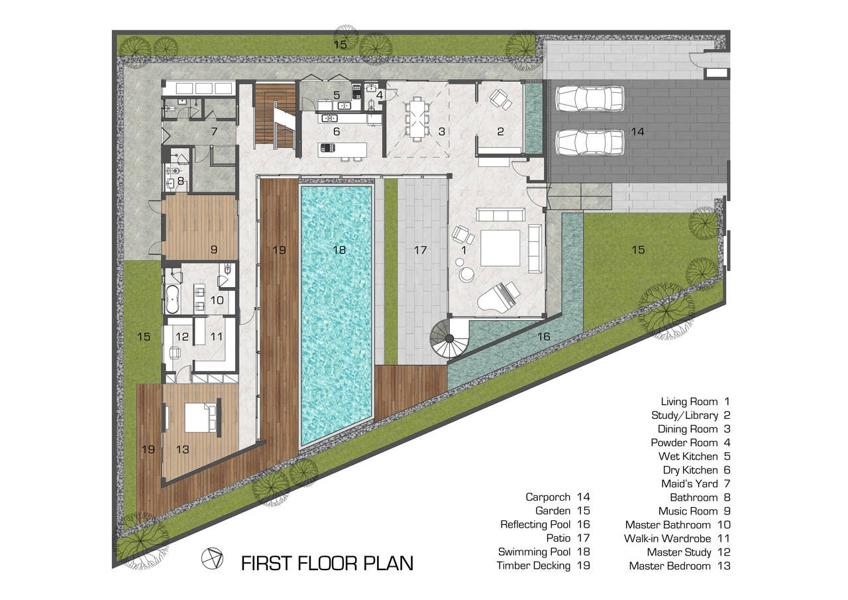 15
5
4
7
6
3
2
14
8
9
19
18
17
1
15
10
15
12
11
16
19
13
Living Room 1
Study/Library 2
Dining Room 3
Powder Room 4
Wet Kitchen 5
Dry Kitchen 6
Maid's Yard 7
Bathroom 8
Music Room 9
Master Bathroom 10
Walk-in Wardrobe 11
Master Study 12
Master Bedroom 13
Carporch 14
Garden 15
Reflecting Pool 16
Patio 17
Swimming Pool 18
Timber Decking 19
FIRST FLOOR PLAN